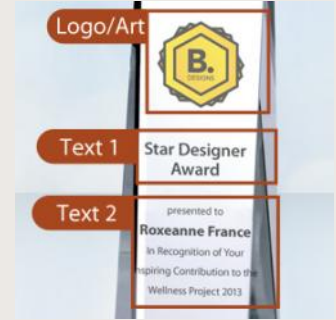 Logo/Art
B.
DESIGNS
Text 1
Star Designer
Award
Text 2
presented to
Roxeanne France
In Recognition of Your
nspiring Contribution to the
Wellness Project 2013